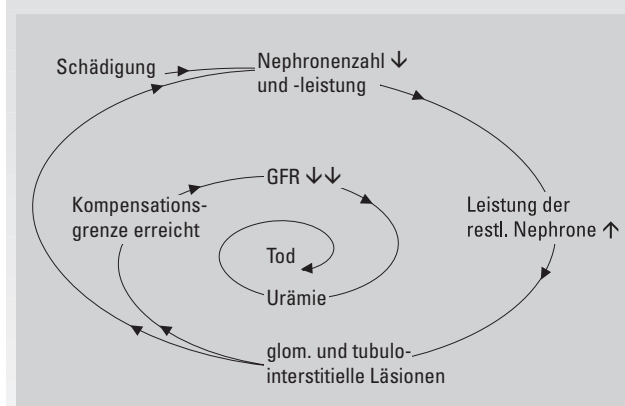 Schädigung
Nephronenzahl ↓
und -leistung
GFR ↓↓
Kompensations-
grenze erreicht
Leistung der
restl. Nephrone ↑
Tod
Urämie
glom. und tubulo-
interstitielle Läsionen